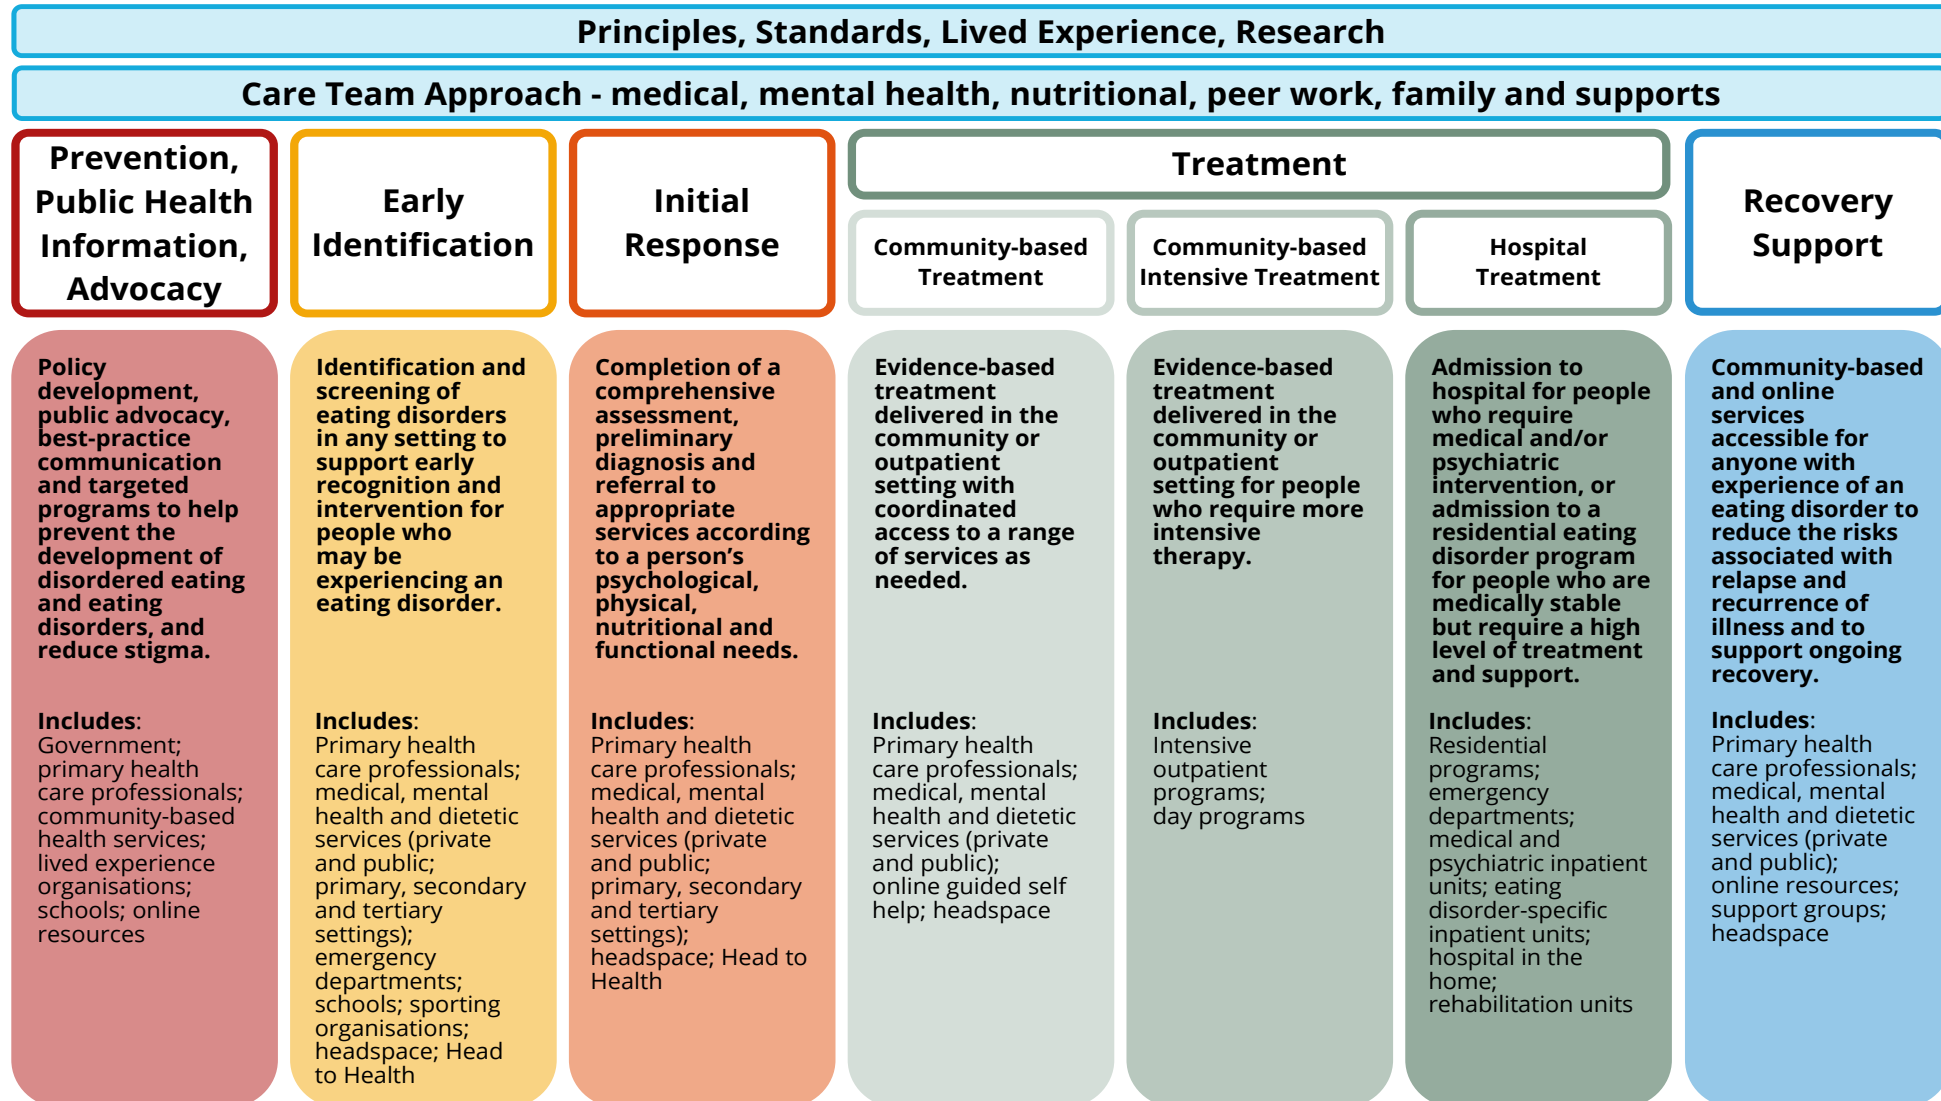 Principles, Standards, Lived Experience, Research
Care Team Approach - medical, mental health, nutritional, peer work, family and supports
Prevention,
Public Health
Information,
Advocacy
Early
Identification
Initial
Response
Treatment
Community-based
Treatment
Community-based
Intensive Treatment
Hospital
Treatment
Recovery
Support
Policy
development,
public advocacy,
best-practice
communication
and targeted
programs to help
prevent the
development of
disordered eating
and eating
disorders, and
reduce stigma.
Includes:
Government;
primary health
care professionals;
community-based
health services;
lived experience
organisations;
schools; online
resources
Identification and
screening of
eating disorders
in any setting to
support early
recognition and
intervention for
people who
may be
experiencing an
eating disorder.
Includes:
Primary health
care professionals;
medical, mental
health and dietetic
services (private
and public;
primary, secondary
and tertiary
settings);
emergency
departments;
schools; sporting
organisations;
headspace; Head
to Health
Completion of a
comprehensive
assessment,
preliminary
diagnosis and
referral to
appropriate
services according
to a person’s
psychological,
physical,
nutritional and
functional needs.
Includes:
Primary health
care professionals;
medical, mental
health and dietetic
services (private
and public;
primary, secondary
and tertiary
settings);
headspace; Head to
Health
Evidence-based
treatment
delivered in the
community or
outpatient
setting with
coordinated
access to a range
of services as
needed.
Includes:
Primary health
care professionals;
medical, mental
health and dietetic
services (private
and public);
online guided self
help; headspace
Evidence-based
treatment
delivered in the
community or
outpatient
setting for people
who require more
intensive
therapy.
Includes:
Intensive
outpatient
programs;
day programs
Admission to
hospital for people
who require
medical and/or
psychiatric
intervention, or
admission to a
residential eating
disorder program
for people who are
medically stable
but require a high
level of treatment
and support.
Includes:
Residential
programs;
emergency
departments;
medical and
psychiatric inpatient
units; eating
disorder-specific
inpatient units;
hospital in the
home;
rehabilitation units
Community-based
and online
services
accessible for
anyone with
experience of an
eating disorder to
reduce the risks
associated with
relapse and
recurrence of
illness and to
support ongoing
recovery.
Includes:
Primary health
care professionals;
medical, mental
health and dietetic
services (private
and public);
online resources;
support groups;
headspace